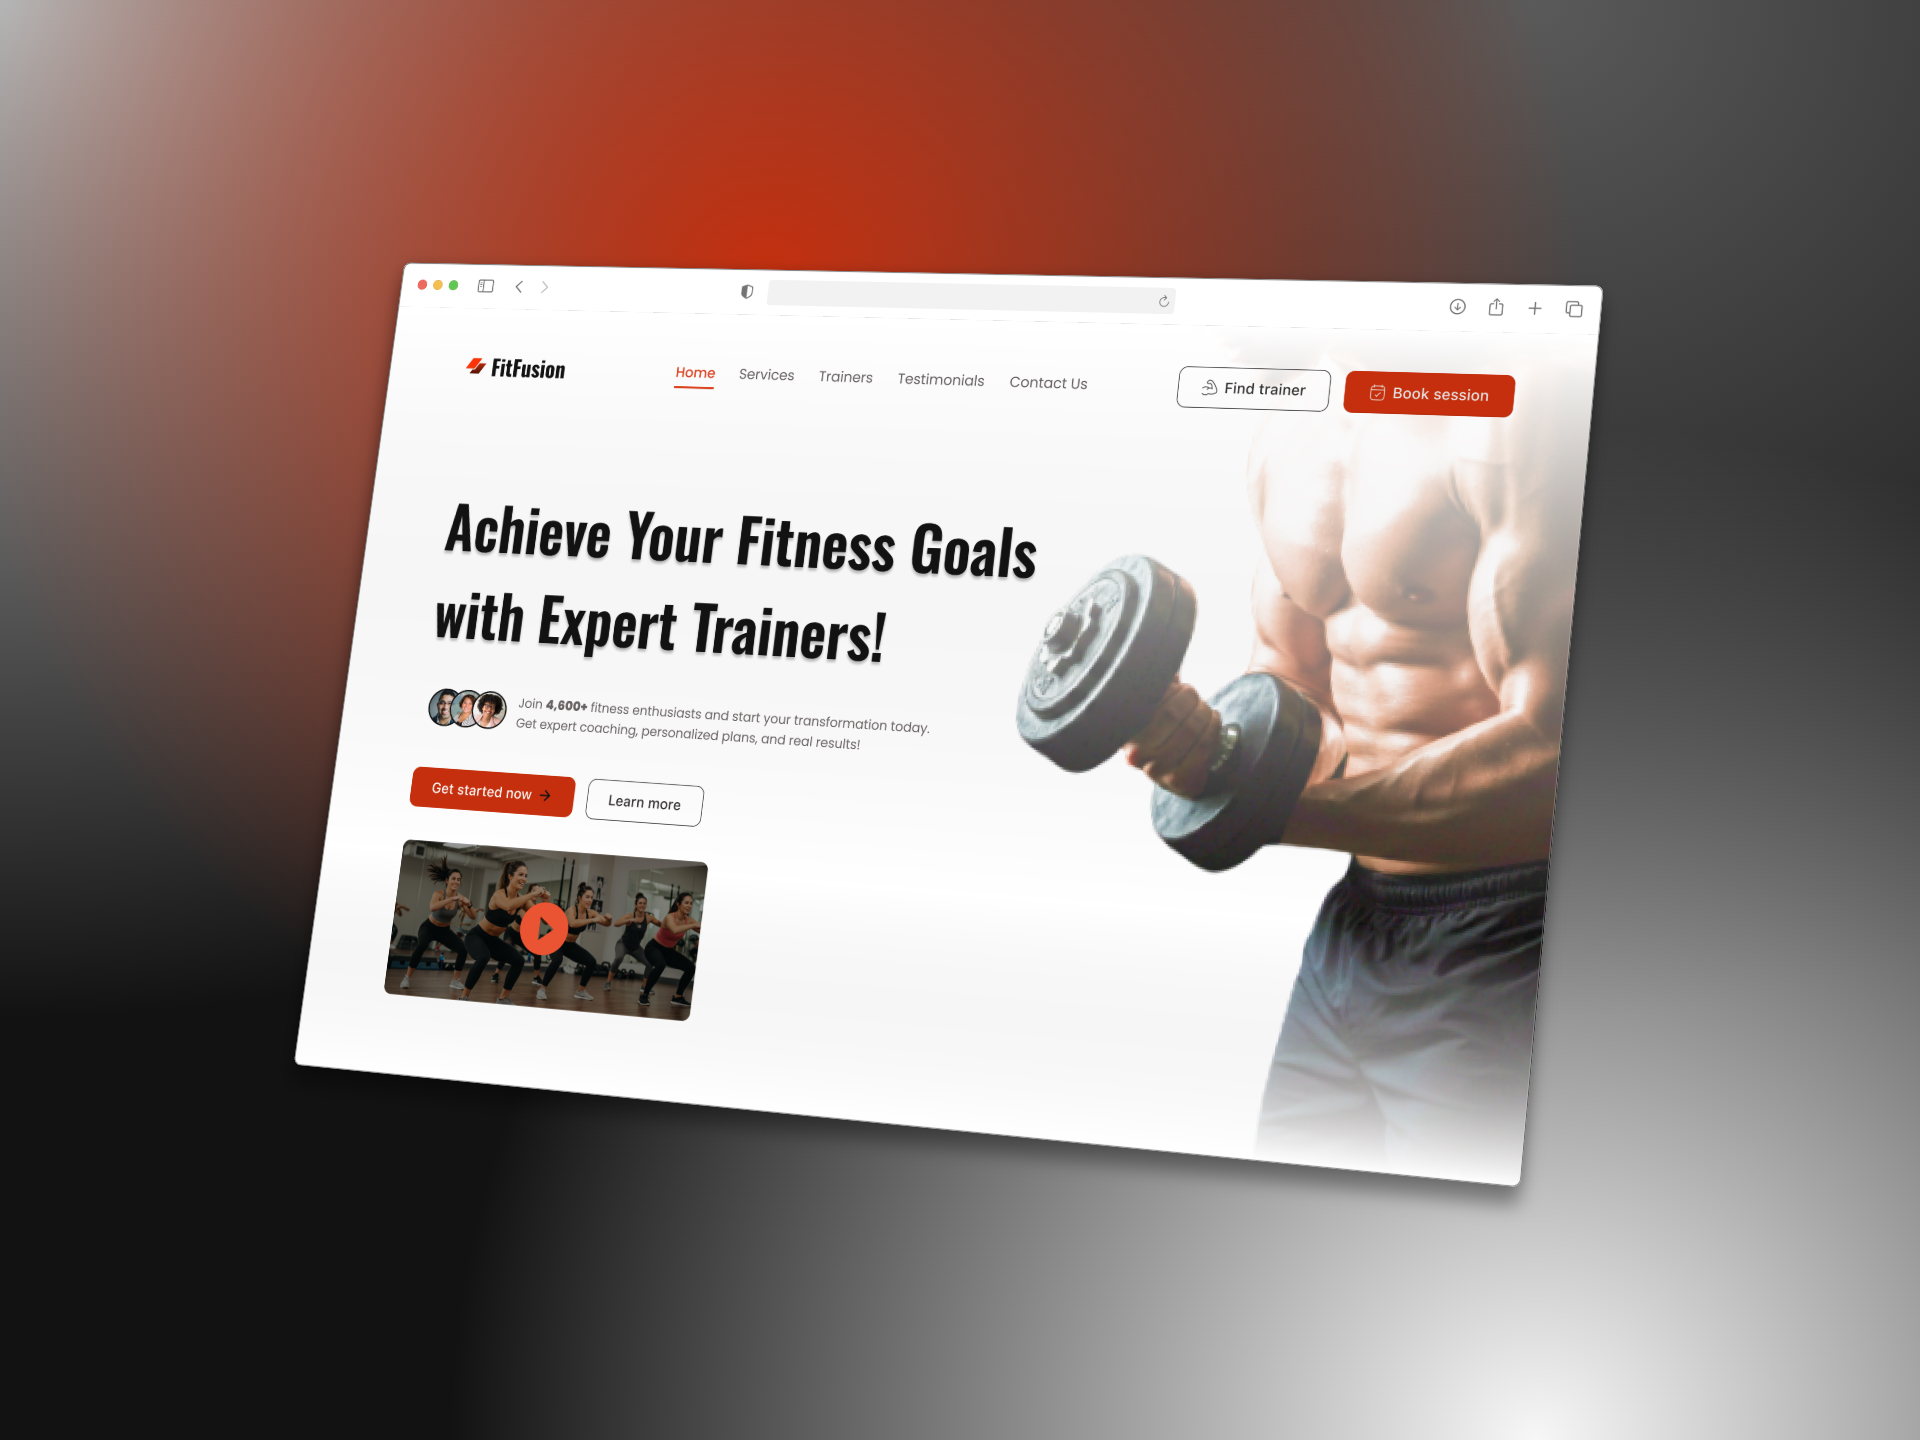 FitFusion
Home Services Trainers Testimonials Contact Us
Find trainer
Book session
Achieve Your Fitness Goals
with Expert Trainers!
Join 4,600+ fitness enthusiasts and start your transformation today.
Get expert coaching, personalized plans, and real results!
Get started now
Learn more